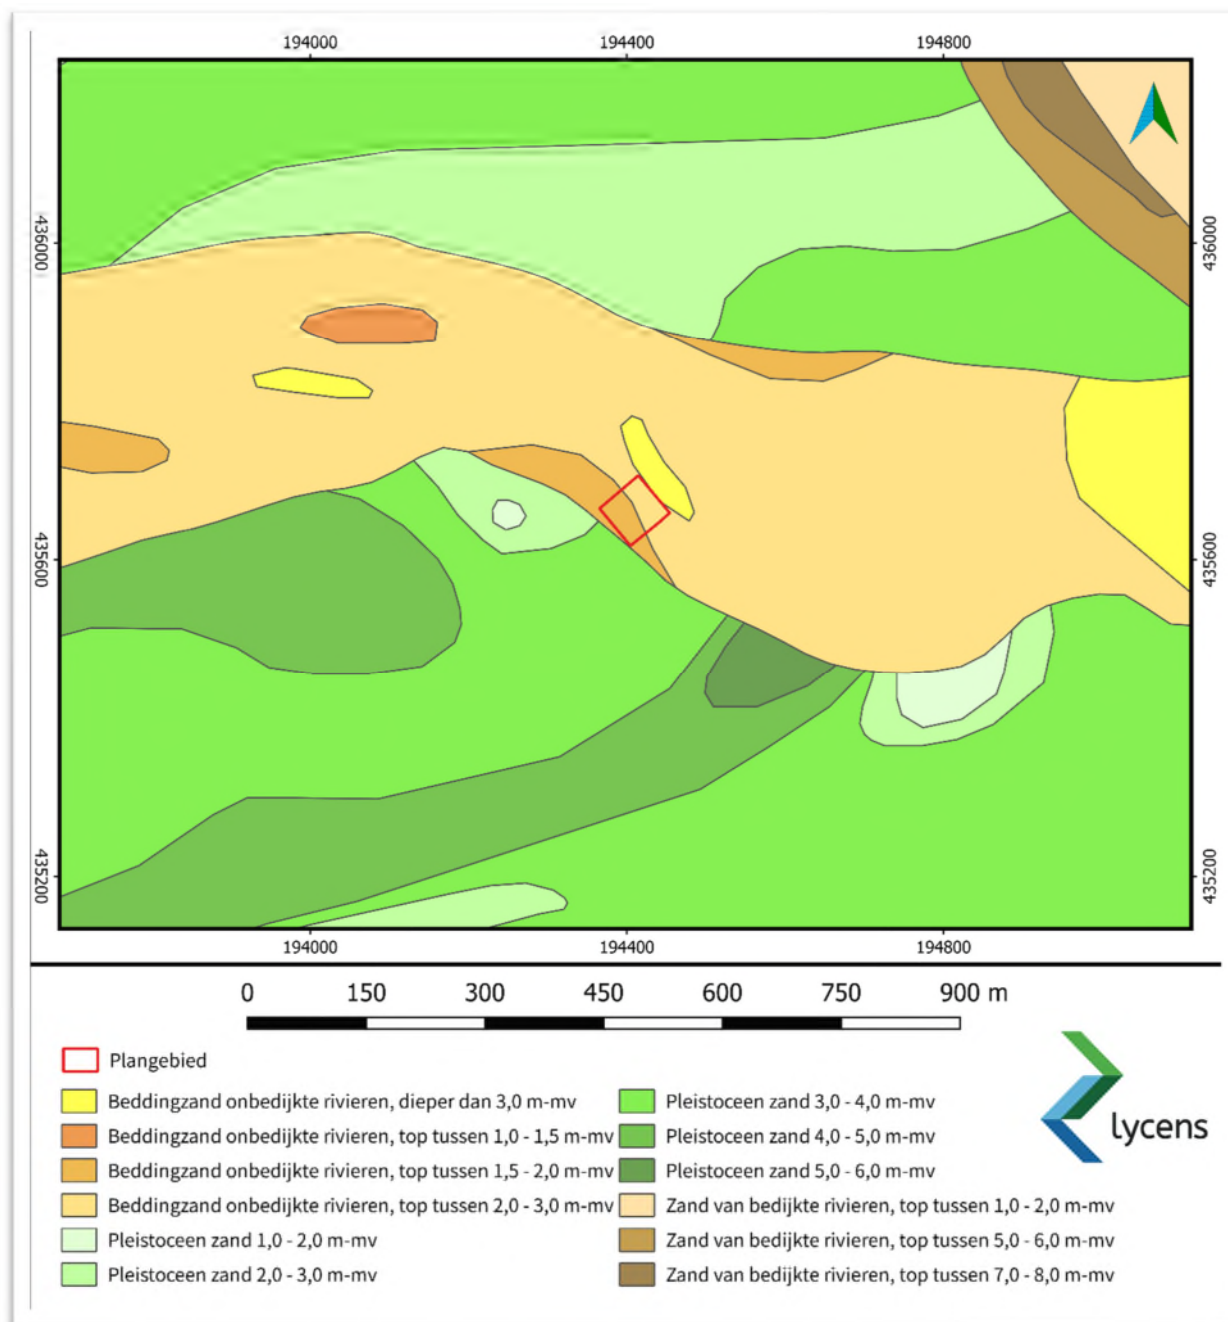 194000 194400 194800
436000 436000
435600 435600
435200 435200
194000 194400 194800
0 150 300 450 600 750 900 m
Plangebied
Beddingzand onbedijkte rivieren, dieper dan 3,0 m-mv
Beddingzand onbedijkte rivieren, top tussen 1,0 - 1,5 m-mv
Beddingzand onbedijkte rivieren, top tussen 1,5 - 2,0 m-mv
Beddingzand onbedijkte rivieren, top tussen 2,0 - 3,0 m-mv
Pleistoceen zand 1,0 - 2,0 m-mv
Pleistoceen zand 2,0 - 3,0 m-mv
Pleistoceen zand 3,0 - 4,0 m-mv
Pleistoceen zand 4,0 - 5,0 m-mv
Pleistoceen zand 5,0 - 6,0 m-mv
Zand van bedijkte rivieren, top tussen 1,0 - 2,0 m-mv
Zand van bedijkte rivieren, top tussen 5,0 - 6,0 m-mv
Zand van bedijkte rivieren, top tussen 7,0 - 8,0 m-mv
lycens